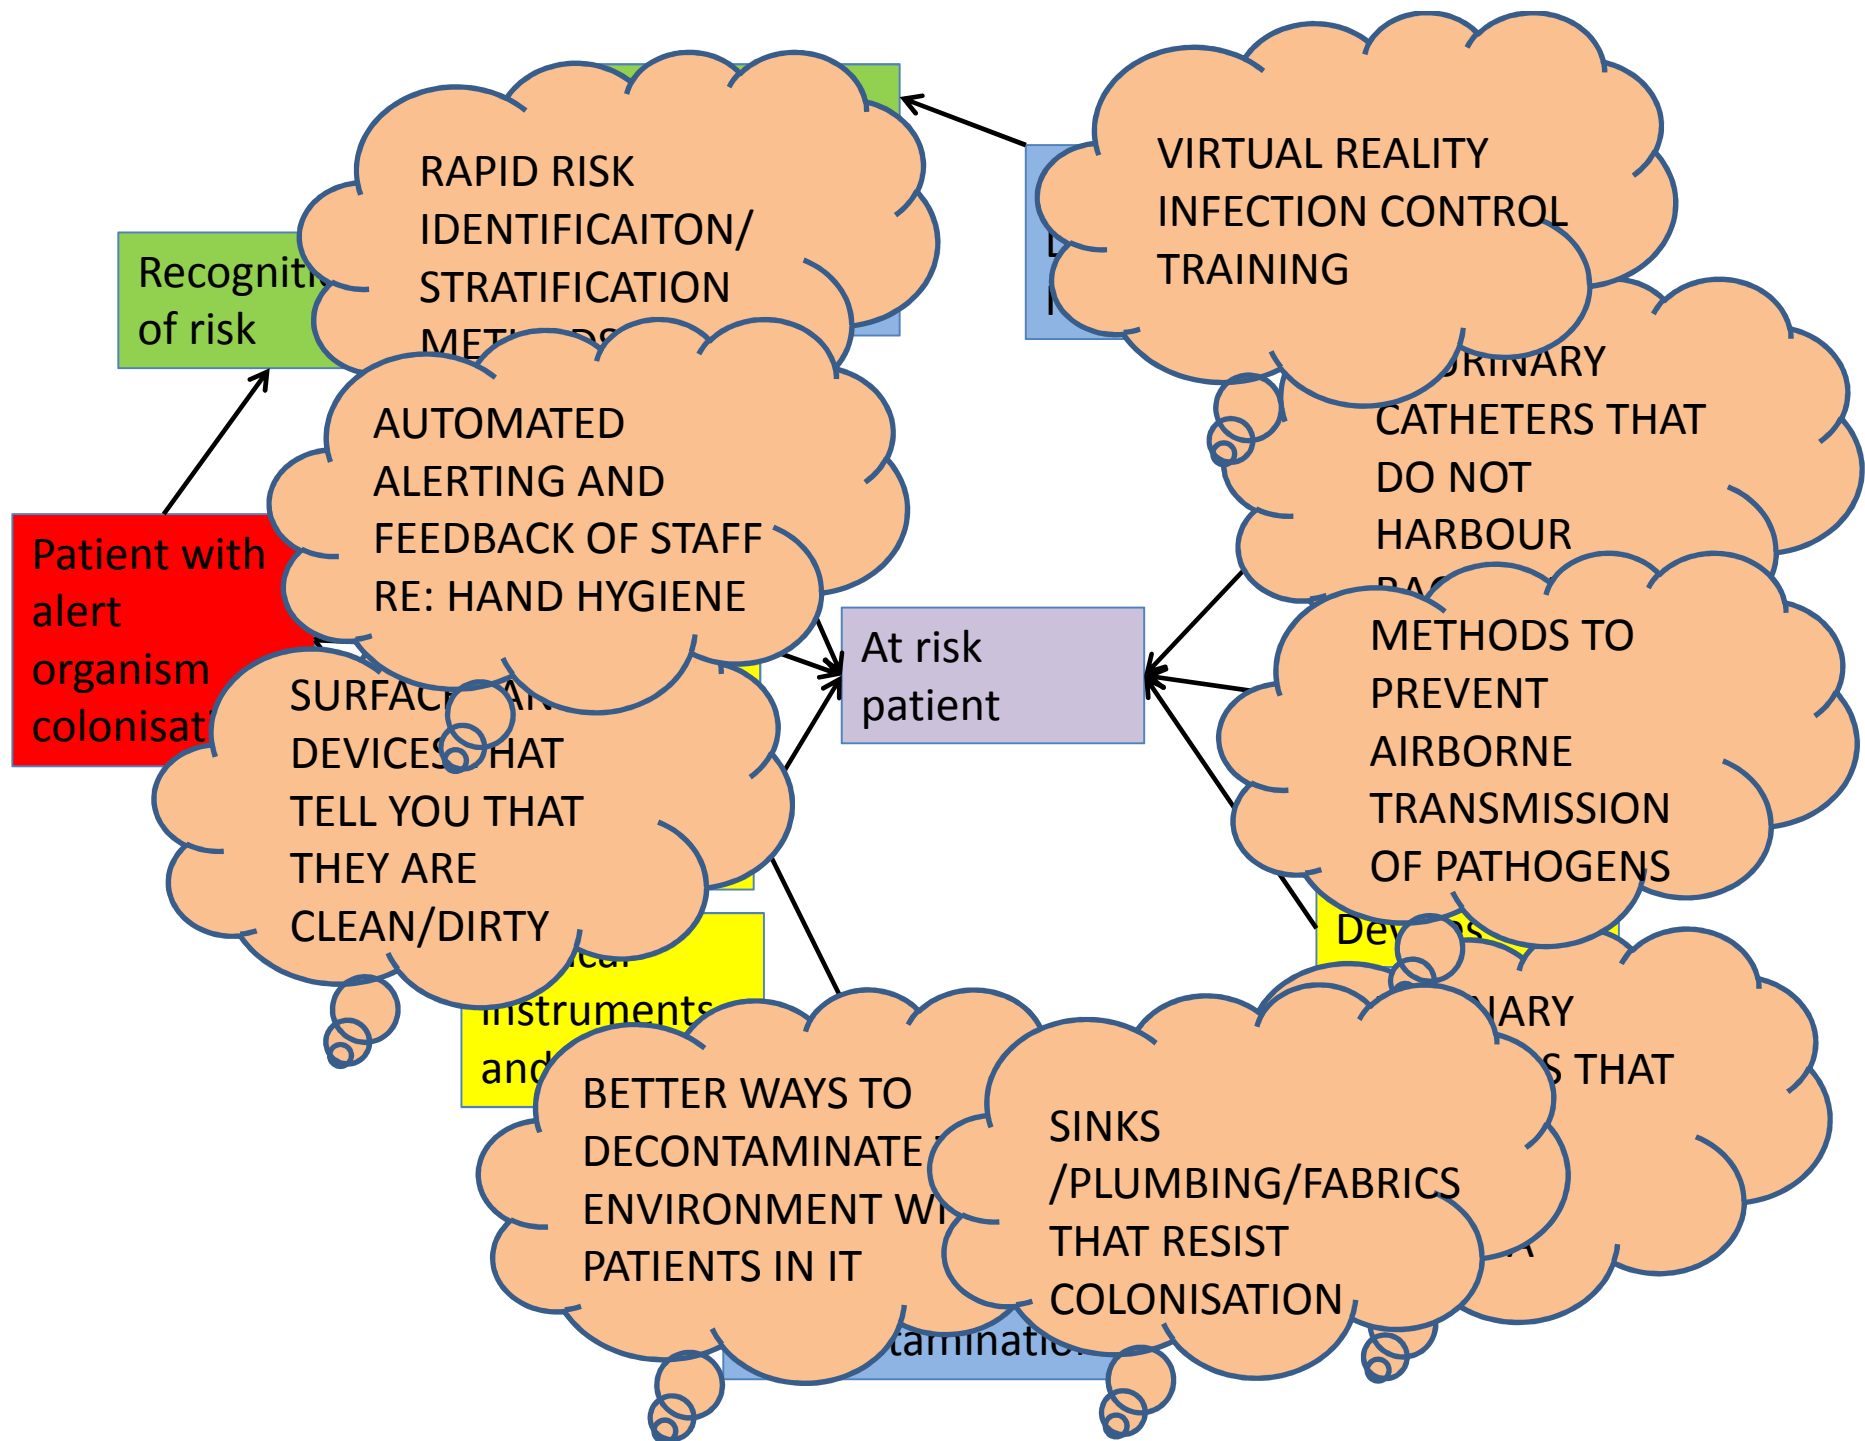 RAPID RISK
IDENTIFICAITON/
STRATIFICATION
VIRTUAL REALITY
INFECTION CONTROL
TRAINING
of risk
AUTOMATED
ALERTING AND
FEEDBACK OF STAFF
RE: HAND HYGIENE
CATHETERS THAT
DO NOT
HARBOUR
Patient with
alert
organism
At risk
patient
METHODS TO
PREVENT
AIRBORNE
TRANSMISSION
OF PATHOGENS
DEVICES THAT
TELL YOU THAT
THEY ARE
CLEAN/DIRTY
Devices
instruments
and
THAT
BETTER WAYS TO
DECONTAMINATE
ENVIRONMENT
PATIENTS IN IT
SINKS
/PLUMBING/FABRICS
THAT RESIST
COLONISATION